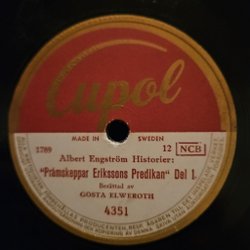 Cupol
MADE IN SWEDEN
2789 12 NCB
Albert Engström Historier:
"Pråmskeppar Erikssons Predikan" Del 1.
Berättad av
GÖSTA ELWEROTH
4351